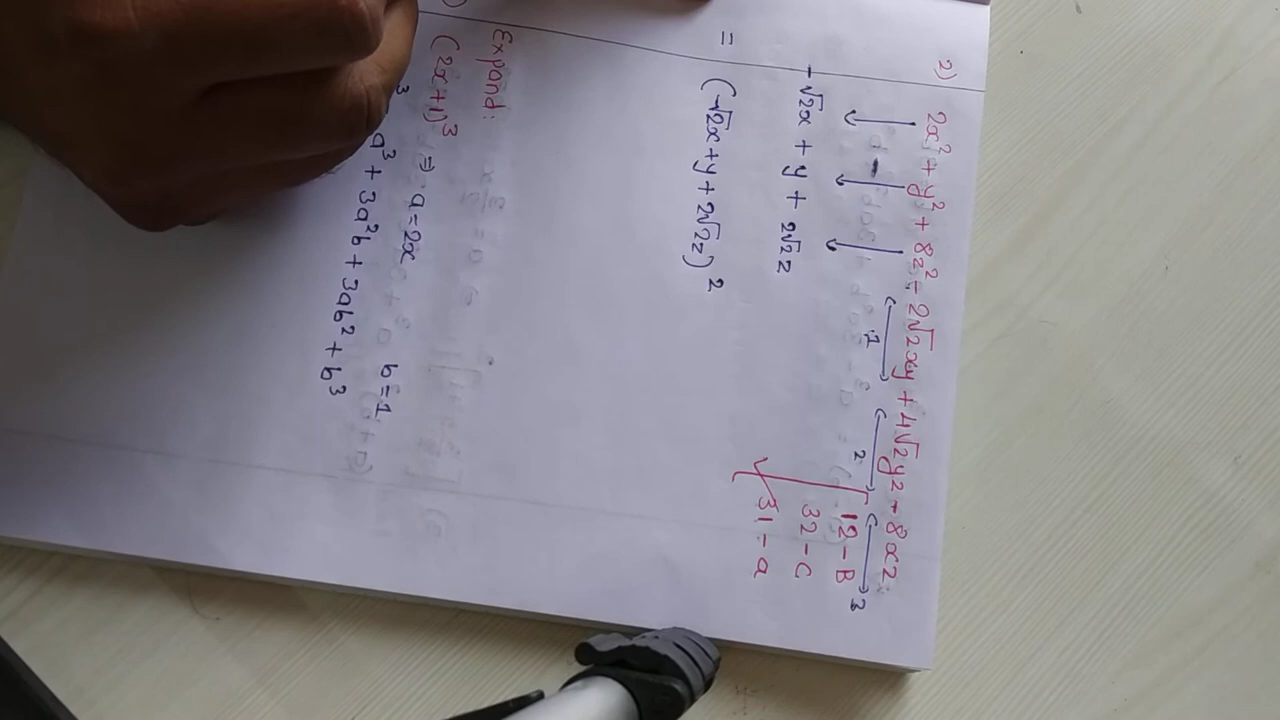 2) 2x² + y² + 8z² - 2√2xy + 4√2yz - 8xz
1 2 3
-√2x + y + 2√2z
12 - B
32 - C
31 - a
= (-√2x + y + 2√2z)²
Expand:
) (2x+1)³ ⇒ a = 2x b = 1
³ = a³ + 3a²b + 3ab² + b³